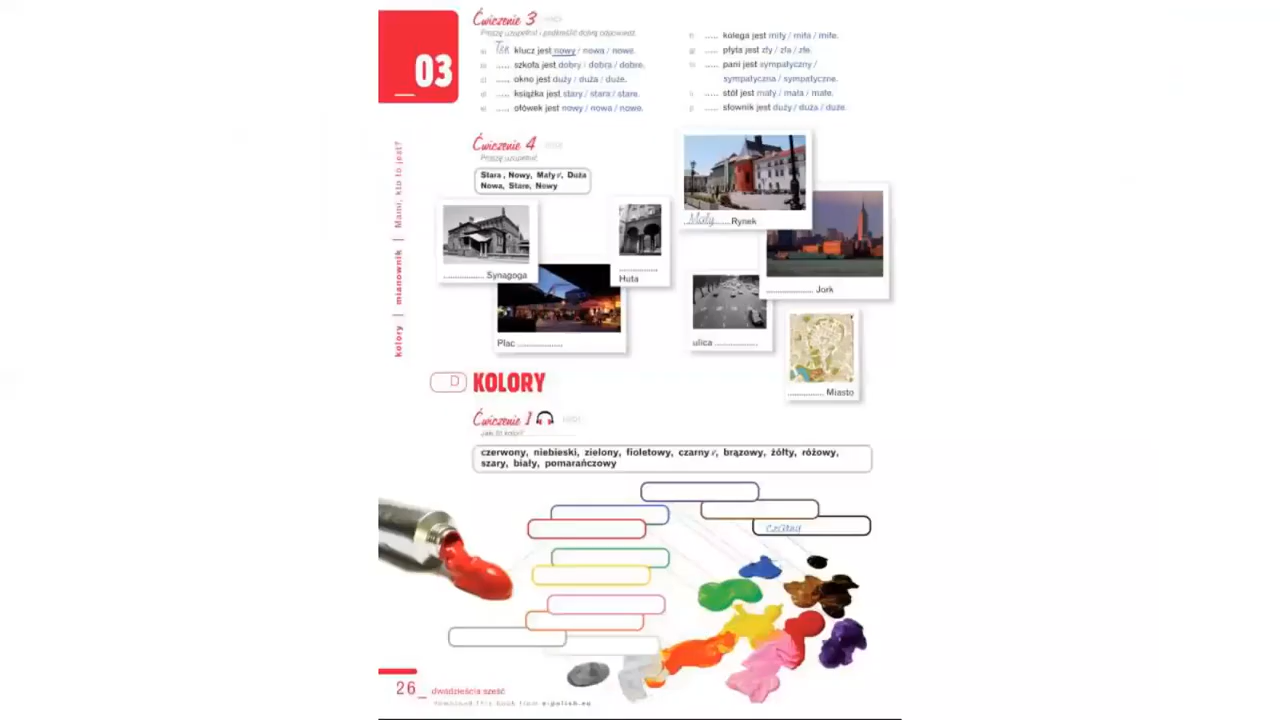 03
Ćwiczenie 3
Proszę uzupełnić i podkreślić dobrą odpowiedź.
a) Ten klucz jest nowy / nowa / nowe.
b) ..... szkoła jest dobry / dobra / dobre.
c) ..... okno jest duży / duża / duże.
d) ..... książka jest stary / stara / stare.
e) ..... ołówek jest nowy / nowa / nowe.
f) ..... kolega jest miły / miła / miłe.
g) ..... płyta jest zły / zła / złe.
h) ..... pani jest sympatyczny /
sympatyczna / sympatyczne.
i) ..... stół jest mały / mała / małe.
j) ..... słownik jest duży / duża / duże.
kolory | mianownik | Mami, kto to jest?
Ćwiczenie 4
Proszę uzupełnić.
Stara, Nowy, Mały, Duża
Nowa, Stare, Nowy
Mały Rynek
................ Synagoga
................ Huta
................ Jork
Plac ................
ulica ................
................ Miasto
D KOLORY
Ćwiczenie 1
Jaki to kolor?
czerwony, niebieski, zielony, fioletowy, czarny, brązowy, żółty, różowy,
szary, biały, pomarańczowy
czarny
26_ dwadzieścia sześć
Download this book from e-polish.eu